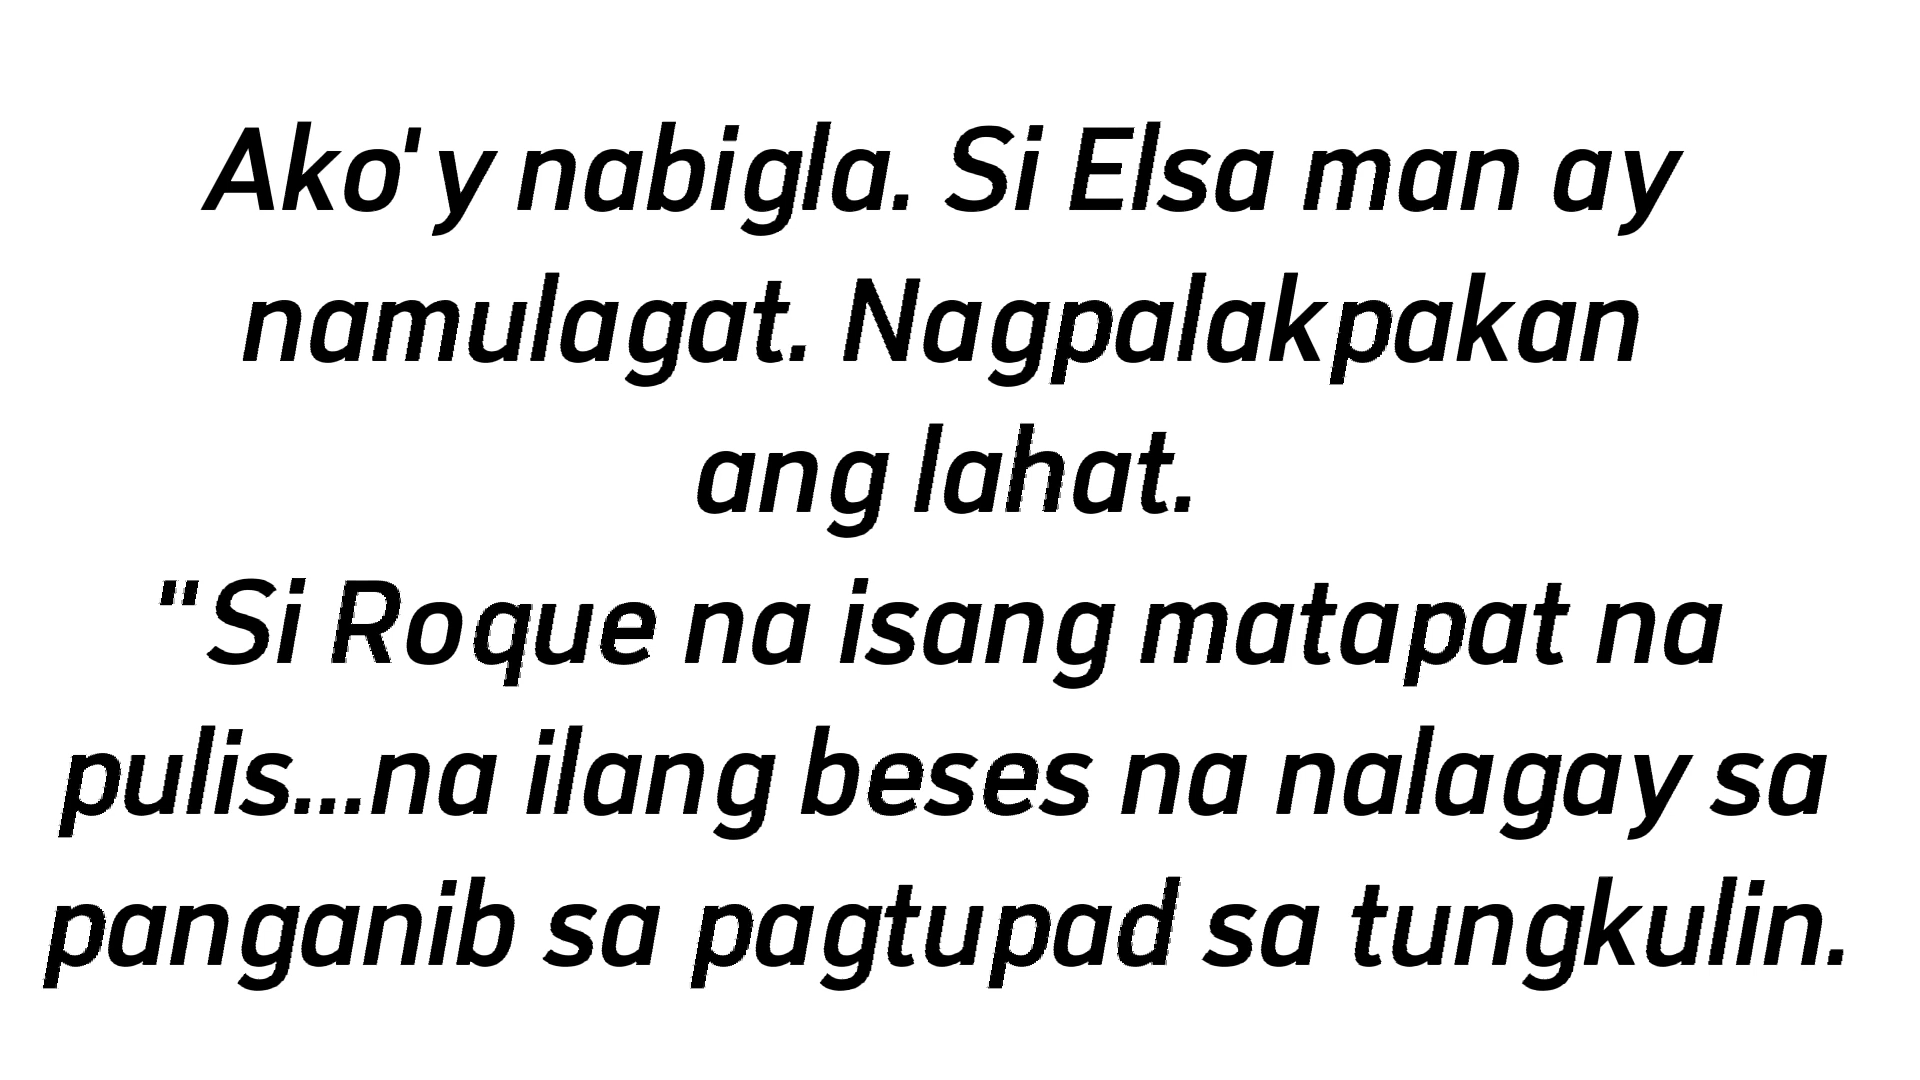 Ako'y nabigla. Si Elsa man ay
namulagat. Nagpalakpakan
ang lahat.
"Si Roque na isang matapat na
pulis...na ilang beses na nalagay sa
panganib sa pagtupad sa tungkulin.